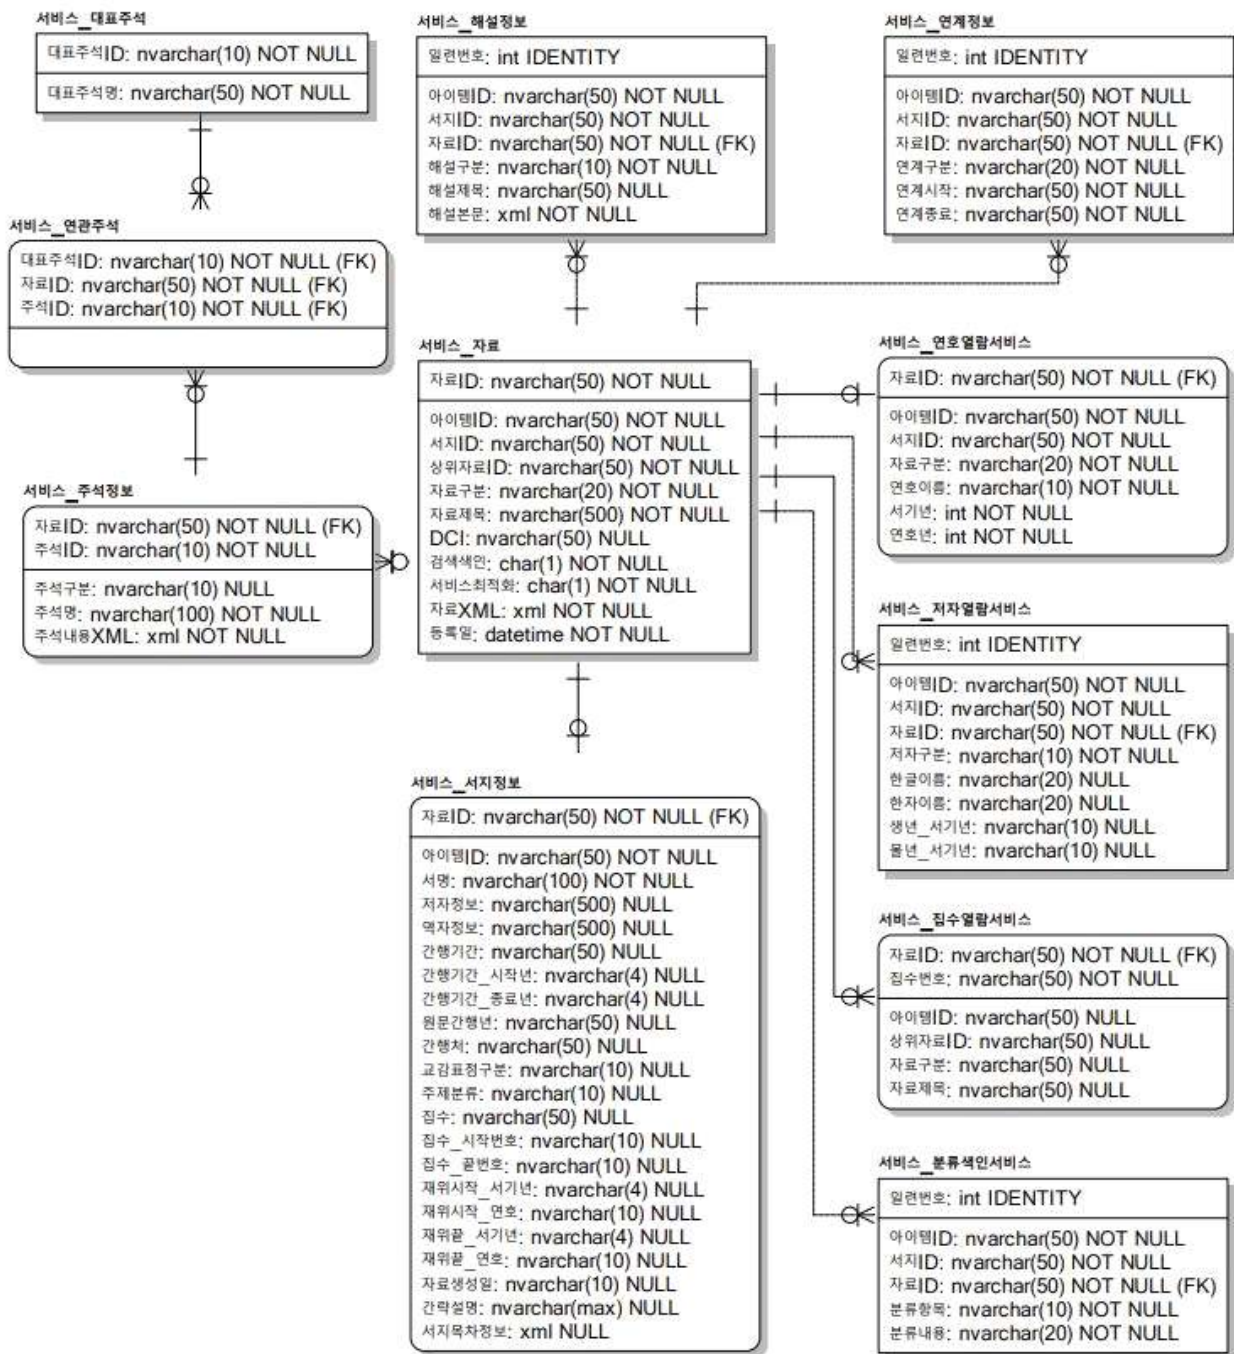 서비스_대표주석
대표주석ID: nvarchar(10) NOT NULL
대표주석명: nvarchar(50) NOT NULL
서비스_연관주석
대표주석ID: nvarchar(10) NOT NULL (FK)
자료ID: nvarchar(50) NOT NULL (FK)
주석ID: nvarchar(10) NOT NULL (FK)
서비스_주석정보
자료ID: nvarchar(50) NOT NULL (FK)
주석ID: nvarchar(10) NOT NULL
주석구분: nvarchar(10) NULL
주석명: nvarchar(100) NOT NULL
주석내용XML: xml NOT NULL
서비스_해설정보
일련번호: int IDENTITY
아이템ID: nvarchar(50) NOT NULL
서지ID: nvarchar(50) NOT NULL
자료ID: nvarchar(50) NOT NULL (FK)
해설구분: nvarchar(10) NOT NULL
해설제목: nvarchar(50) NULL
해설본문: xml NOT NULL
서비스_자료
자료ID: nvarchar(50) NOT NULL
아이템ID: nvarchar(50) NOT NULL
서지ID: nvarchar(50) NOT NULL
상위자료ID: nvarchar(50) NOT NULL
자료구분: nvarchar(20) NOT NULL
자료제목: nvarchar(500) NOT NULL
DCI: nvarchar(50) NULL
검색색인: char(1) NOT NULL
서비스최적화: char(1) NOT NULL
자료XML: xml NOT NULL
등록일: datetime NOT NULL
서비스_서지정보
자료ID: nvarchar(50) NOT NULL (FK)
아이템ID: nvarchar(50) NOT NULL
서명: nvarchar(100) NOT NULL
저자정보: nvarchar(500) NULL
역자정보: nvarchar(500) NULL
간행기간: nvarchar(50) NULL
간행기간_시작년: nvarchar(4) NULL
간행기간_종료년: nvarchar(4) NULL
원문간행년: nvarchar(50) NULL
간행처: nvarchar(50) NULL
교감표점구분: nvarchar(10) NULL
주제분류: nvarchar(10) NULL
집수: nvarchar(50) NULL
집수_시작번호: nvarchar(10) NULL
집수_끝번호: nvarchar(10) NULL
재위시작_서기년: nvarchar(4) NULL
재위시작_연호: nvarchar(10) NULL
재위끝_서기년: nvarchar(4) NULL
재위끝_연호: nvarchar(10) NULL
자료생성일: nvarchar(10) NULL
간략설명: nvarchar(max) NULL
서지목차정보: xml NULL
서비스_연계정보
일련번호: int IDENTITY
아이템ID: nvarchar(50) NOT NULL
서지ID: nvarchar(50) NOT NULL
자료ID: nvarchar(50) NOT NULL (FK)
연계구분: nvarchar(20) NOT NULL
연계시작: nvarchar(50) NOT NULL
연계종료: nvarchar(50) NOT NULL
서비스_연호열람서비스
자료ID: nvarchar(50) NOT NULL (FK)
아이템ID: nvarchar(50) NOT NULL
서지ID: nvarchar(50) NOT NULL
자료구분: nvarchar(20) NOT NULL
연호이름: nvarchar(10) NOT NULL
서기년: int NOT NULL
연호년: int NOT NULL
서비스_저자열람서비스
일련번호: int IDENTITY
아이템ID: nvarchar(50) NOT NULL
서지ID: nvarchar(50) NOT NULL
자료ID: nvarchar(50) NOT NULL (FK)
저자구분: nvarchar(10) NOT NULL
한글이름: nvarchar(20) NULL
한자이름: nvarchar(20) NULL
생년_서기년: nvarchar(10) NULL
몰년_서기년: nvarchar(10) NULL
서비스_집수열람서비스
자료ID: nvarchar(50) NOT NULL (FK)
집수번호: nvarchar(50) NOT NULL
아이템ID: nvarchar(50) NULL
상위자료ID: nvarchar(50) NULL
자료구분: nvarchar(50) NULL
자료제목: nvarchar(50) NULL
서비스_분류색인서비스
일련번호: int IDENTITY
아이템ID: nvarchar(50) NOT NULL
서지ID: nvarchar(50) NOT NULL
자료ID: nvarchar(50) NOT NULL (FK)
분류항목: nvarchar(10) NOT NULL
분류내용: nvarchar(20) NOT NULL